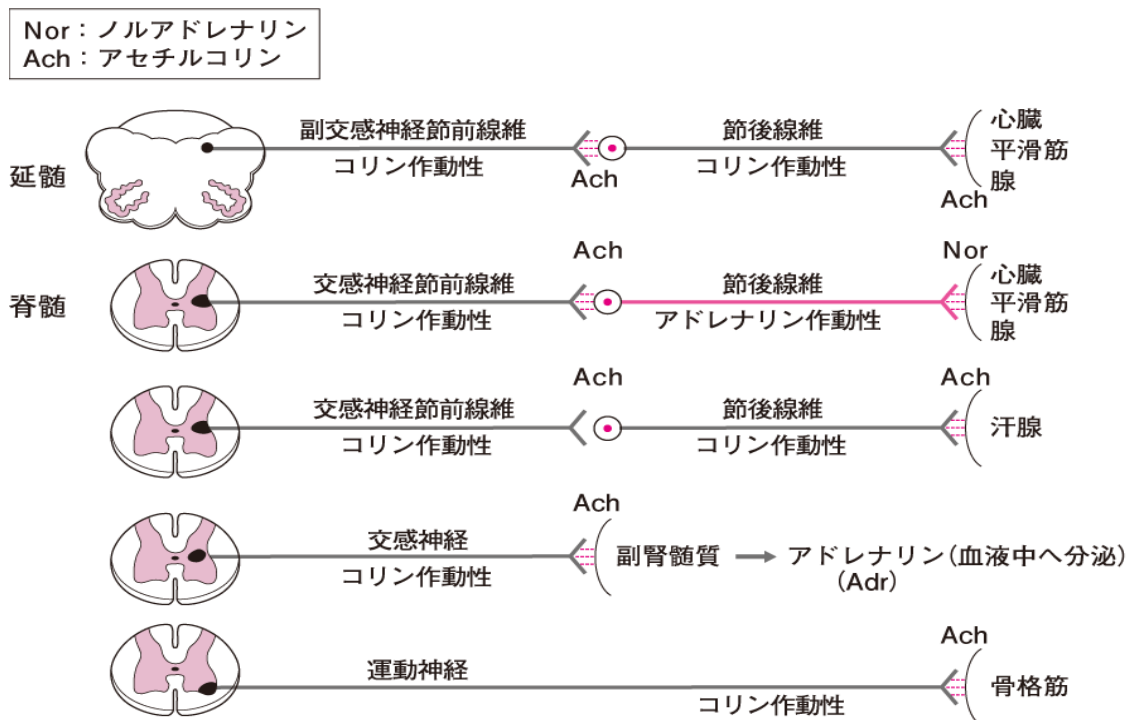 Nor：ノルアドレナリン
Ach：アセチルコリン
延髄
副交感神経節前線維
コリン作動性
Ach
節後線維
コリン作動性
Ach
心臓
平滑筋
腺
脊髄
交感神経節前線維
コリン作動性
Ach
節後線維
アドレナリン作動性
Nor
心臓
平滑筋
腺
交感神経節前線維
コリン作動性
Ach
節後線維
コリン作動性
Ach
汗腺
交感神経
コリン作動性
Ach
副腎髄質
アドレナリン（血液中へ分泌）
（Adr）
運動神経
コリン作動性
Ach
骨格筋